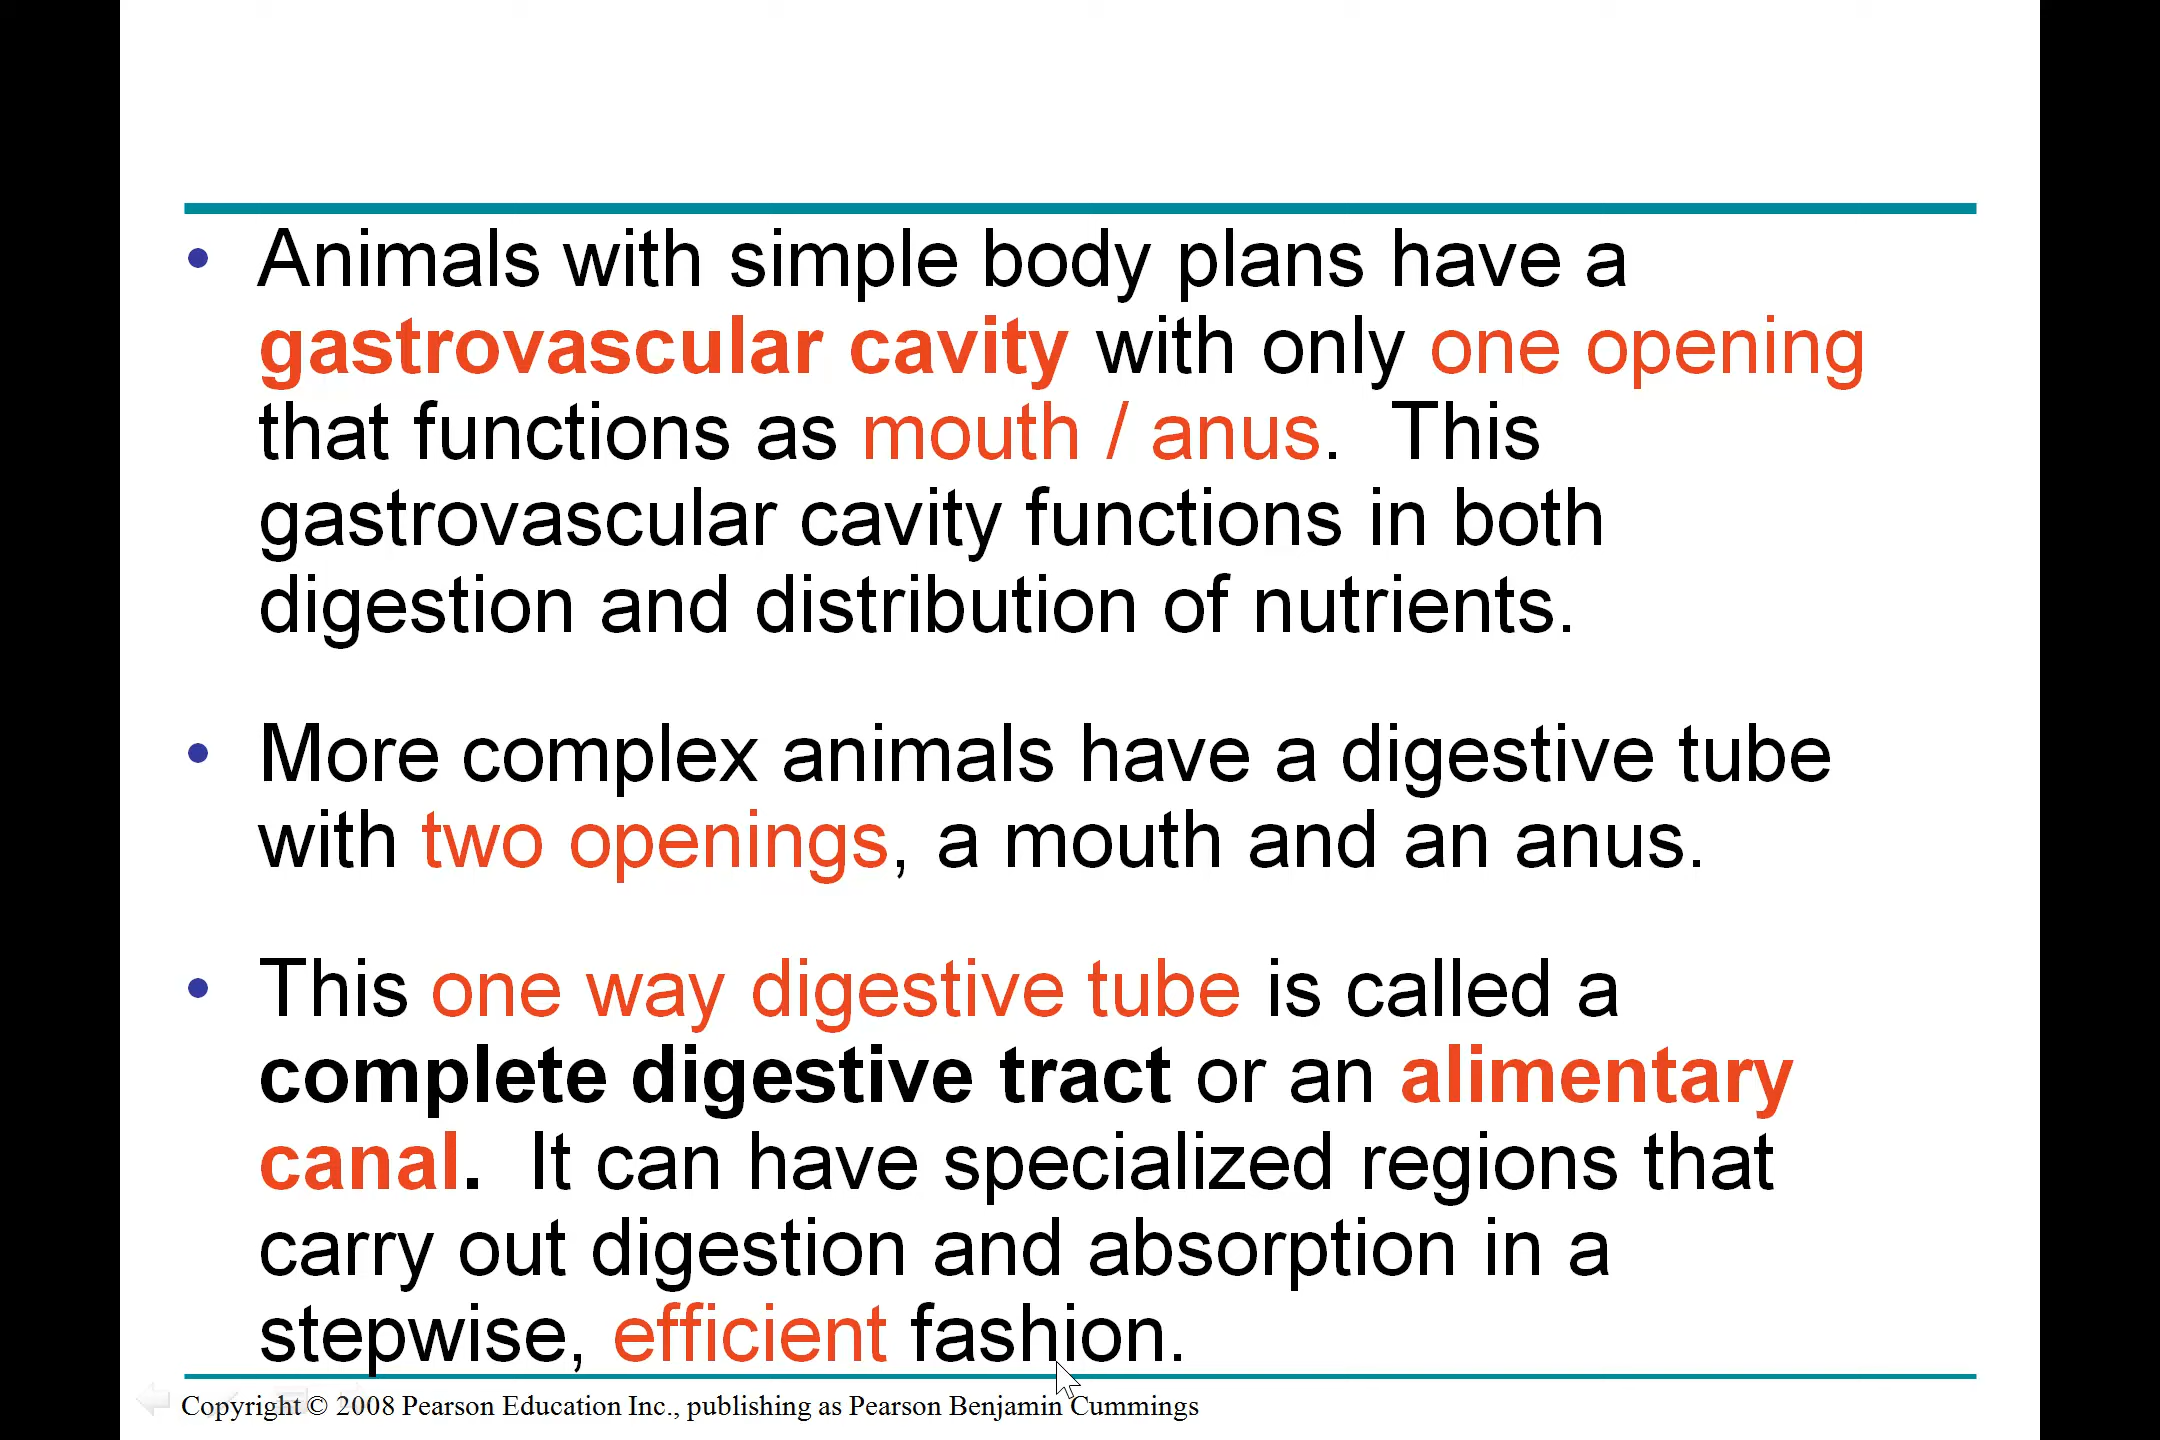 • Animals with simple body plans have a
gastrovascular cavity with only one opening
that functions as mouth / anus.  This
gastrovascular cavity functions in both
digestion and distribution of nutrients.
• More complex animals have a digestive tube
with two openings, a mouth and an anus.
• This one way digestive tube is called a
complete digestive tract or an alimentary
canal.  It can have specialized regions that
carry out digestion and absorption in a
stepwise, efficient fashion.
Copyright © 2008 Pearson Education Inc., publishing as Pearson Benjamin Cummings